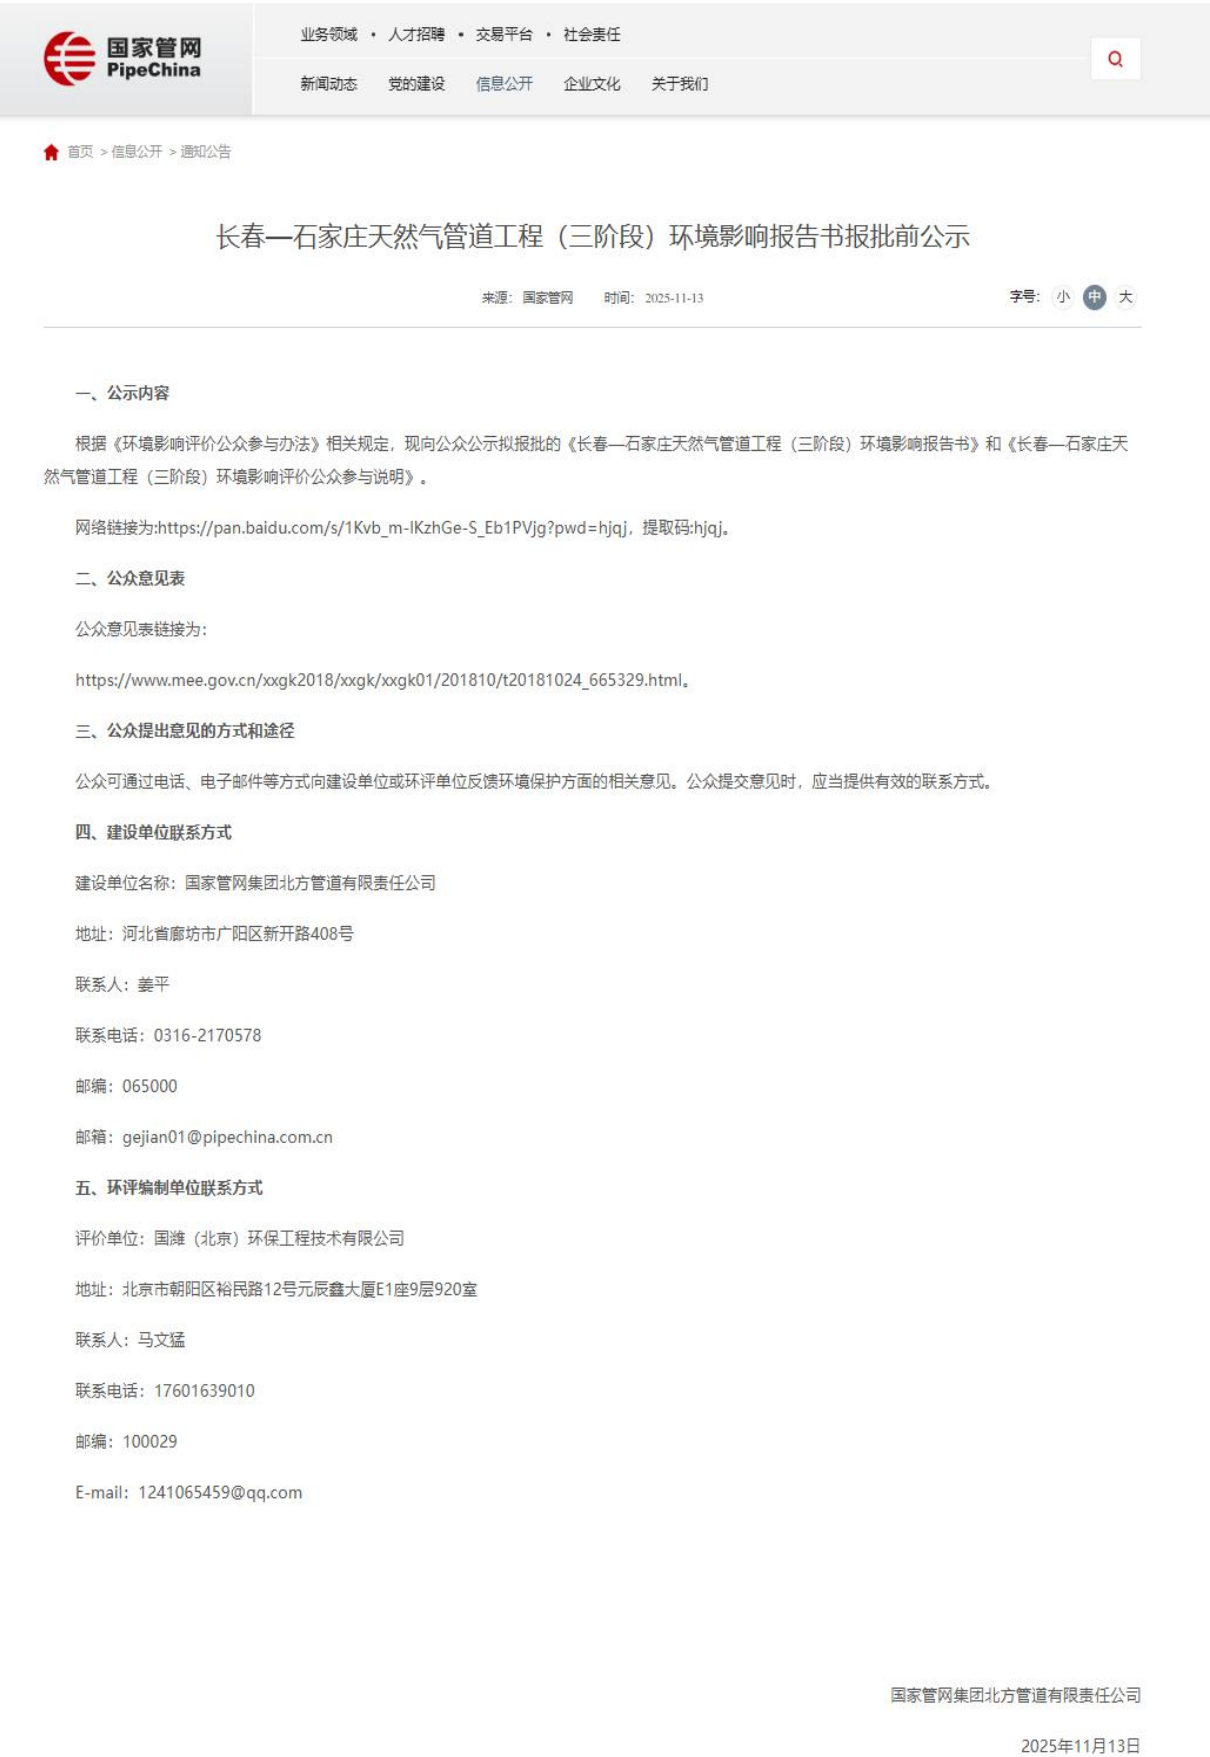 国家管网
PipeChina
业务领域 • 人才招聘 • 交易平台 • 社会责任
新闻动态 党的建设 信息公开 企业文化 关于我们
首页 >信息公开 >通知公告
长春—石家庄天然气管道工程（三阶段）环境影响报告书报批前公示
来源： 国家管网 时间： 2025-11-13
字号： 小 中 大
一、公示内容
根据《环境影响评价公众参与办法》相关规定，现向公众公示拟报批的《长春—石家庄天然气管道工程（三阶段）环境影响报告书》和《长春—石家庄天
然气管道工程（三阶段）环境影响评价公众参与说明》。
网络链接为:https://pan.baidu.com/s/1Kvb_m-IKzhGe-S_Eb1PVjg?pwd=hjqj，提取码:hjqj。
二、公众意见表
公众意见表链接为：
https://www.mee.gov.cn/xxgk2018/xxgk/xxgk01/201810/t20181024_665329.html。
三、公众提出意见的方式和途径
公众可通过电话、电子邮件等方式向建设单位或环评单位反馈环境保护方面的相关意见。公众提交意见时，应当提供有效的联系方式。
四、建设单位联系方式
建设单位名称：国家管网集团北方管道有限责任公司
地址：河北省廊坊市广阳区新开路408号
联系人：姜平
联系电话：0316-2170578
邮编：065000
邮箱：gejian01@pipechina.com.cn
五、环评编制单位联系方式
评价单位：国潍（北京）环保工程技术有限公司
地址：北京市朝阳区裕民路12号元辰鑫大厦E1座9层920室
联系人：马文猛
联系电话：17601639010
邮编：100029
E-mail：1241065459@qq.com
国家管网集团北方管道有限责任公司
2025年11月13日